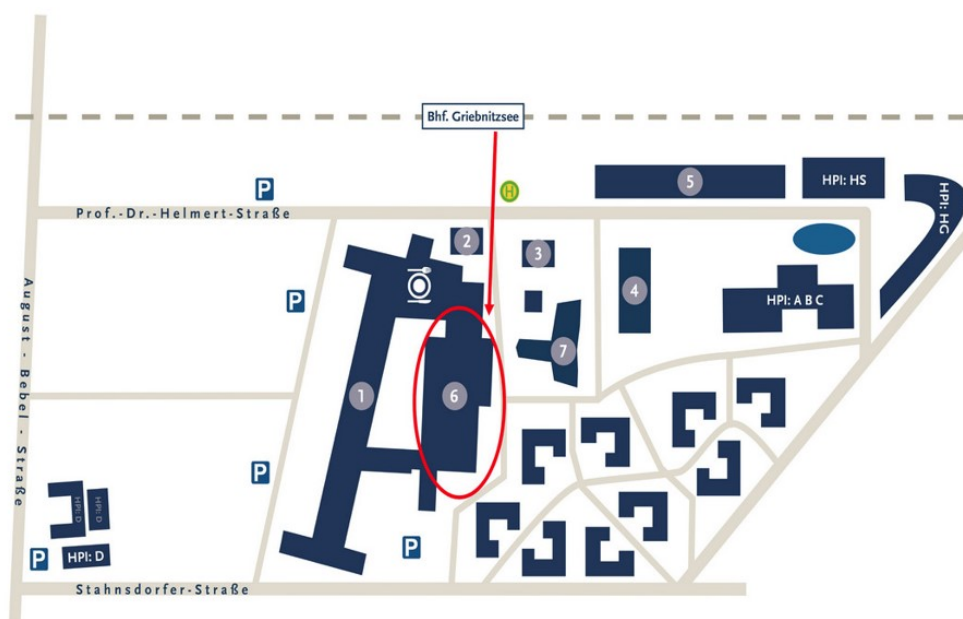 Bhf. Griebnitzsee
P
H
5
HPI: HS
HPI: HG
Prof.-Dr.-Helmert-Straße
2
3
4
HPI: A B C
P
7
1
6
August - Bebel - Straße
P
HPI: D
HPI: D
P
HPI: D
P
Stahnsdorfer-Straße